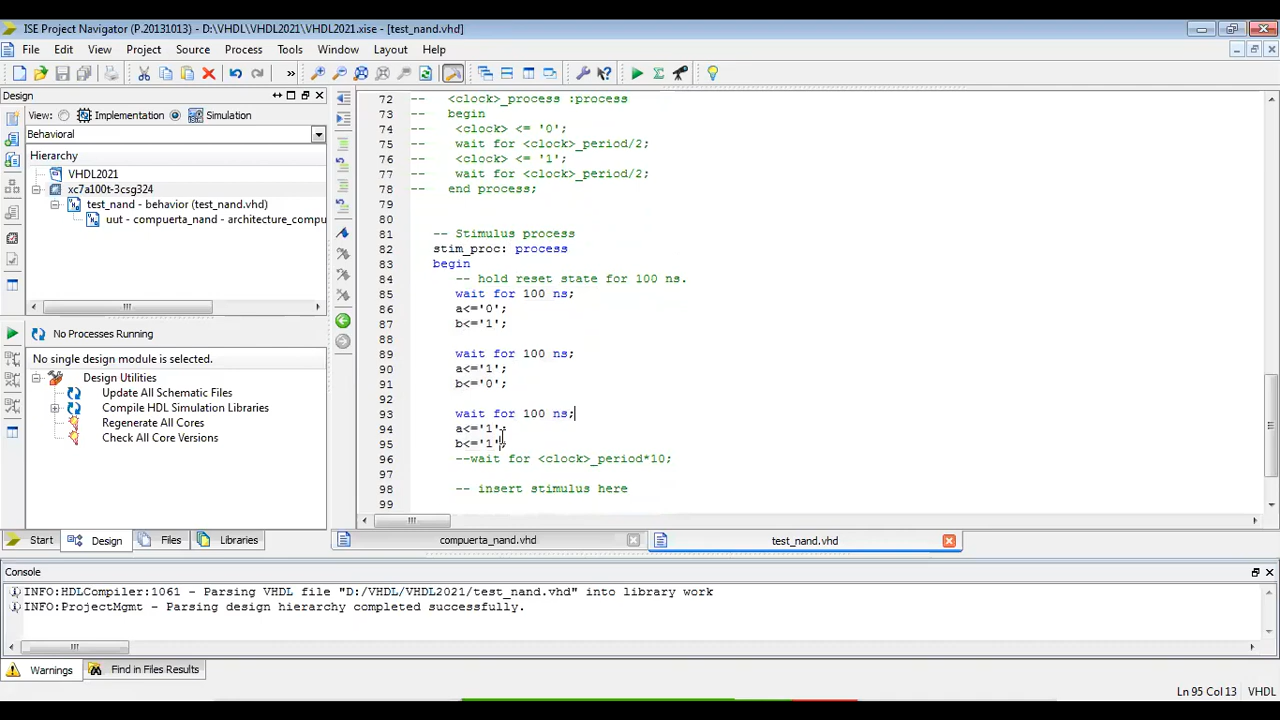 ISE Project Navigator (P.20131013) - D:\VHDL\VHDL2021\VHDL2021.xise - [test_nand.vhd]
File Edit View Project Source Process Tools Window Layout Help
Design
View: Implementation Simulation
Behavioral
Hierarchy
VHDL2021
xc7a100t-3csg324
test_nand - behavior (test_nand.vhd)
uut - compuerta_nand - architecture_compu
No Processes Running
No single design module is selected.
Design Utilities
Update All Schematic Files
Compile HDL Simulation Libraries
Regenerate All Cores
Check All Core Versions
Start Design Files Libraries
72 -- <clock>_process :process
73 -- begin
74 -- <clock> <= '0';
75 -- wait for <clock>_period/2;
76 -- <clock> <= '1';
77 -- wait for <clock>_period/2;
78 -- end process;
79
80
81 -- Stimulus process
82 stim_proc: process
83 begin
84 -- hold reset state for 100 ns.
85 wait for 100 ns;
86 a<='0';
87 b<='1';
88
89 wait for 100 ns;
90 a<='1';
91 b<='0';
92
93 wait for 100 ns;
94 a<='1';
95 b<='1';
96 --wait for <clock>_period*10;
97
98 -- insert stimulus here
99
compuerta_nand.vhd test_nand.vhd
Console
INFO:HDLCompiler:1061 - Parsing VHDL file "D:/VHDL/VHDL2021/test_nand.vhd" into library work
INFO:ProjectMgmt - Parsing design hierarchy completed successfully.
Warnings Find in Files Results
Ln 95 Col 13 VHDL